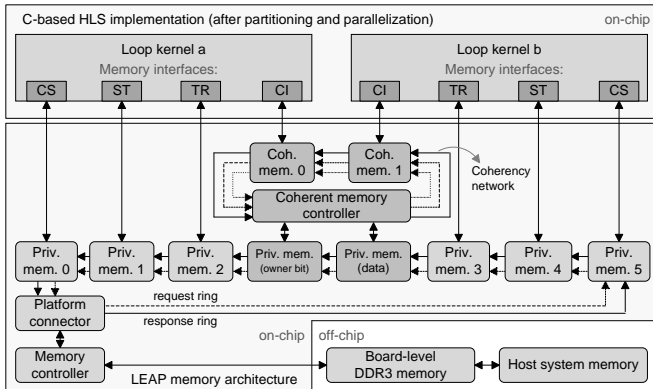 C-based HLS implementation (after partitioning and parallelization)
on-chip
Loop kernel a
Memory interfaces:
CS
ST
TR
CI
Loop kernel b
Memory interfaces:
CI
TR
ST
CS
Coh.
mem. 0
Coh.
mem. 1
Coherency
network
Coherent memory
controller
Priv.
mem. 0
Priv.
mem. 1
Priv.
mem. 2
Priv. mem.
(owner bit)
Priv. mem.
(data)
Priv.
mem. 3
Priv.
mem. 4
Priv.
mem. 5
request ring
Platform
connector
response ring
on-chip
off-chip
Memory
controller
LEAP memory architecture
Board-level
DDR3 memory
Host system memory